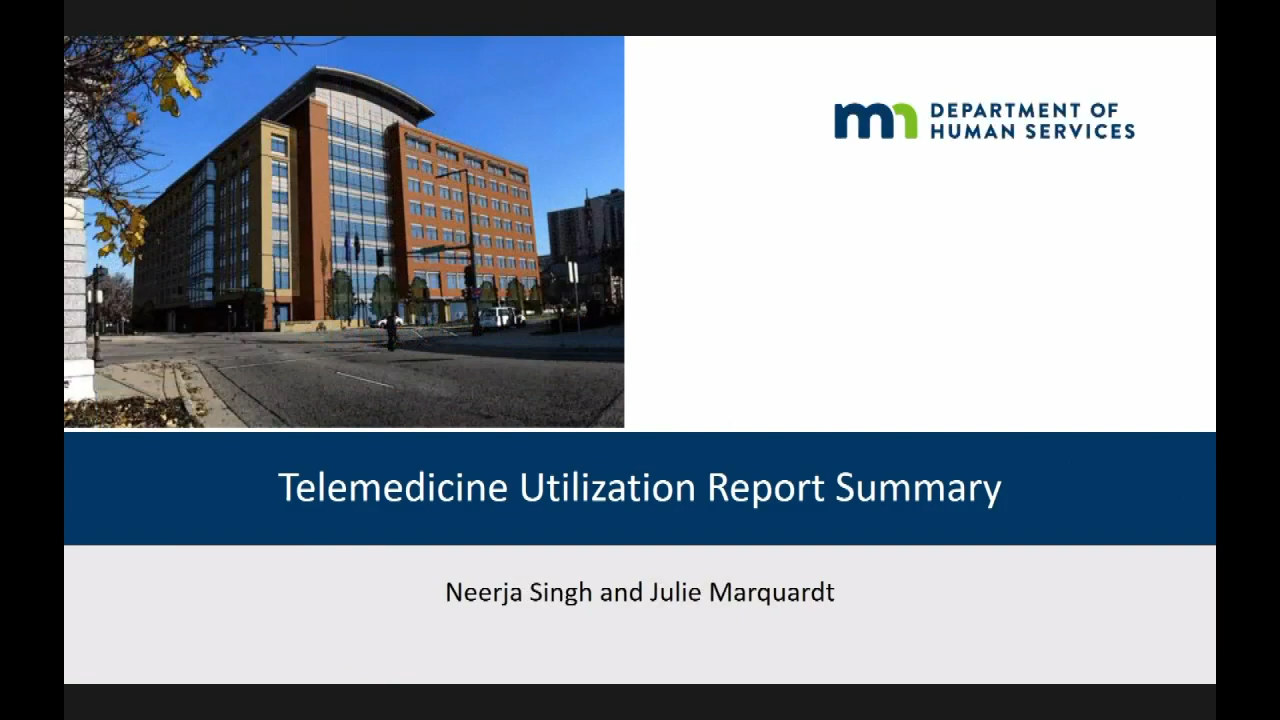 mn DEPARTMENT OF
HUMAN SERVICES
Telemedicine Utilization Report Summary
Neerja Singh and Julie Marquardt